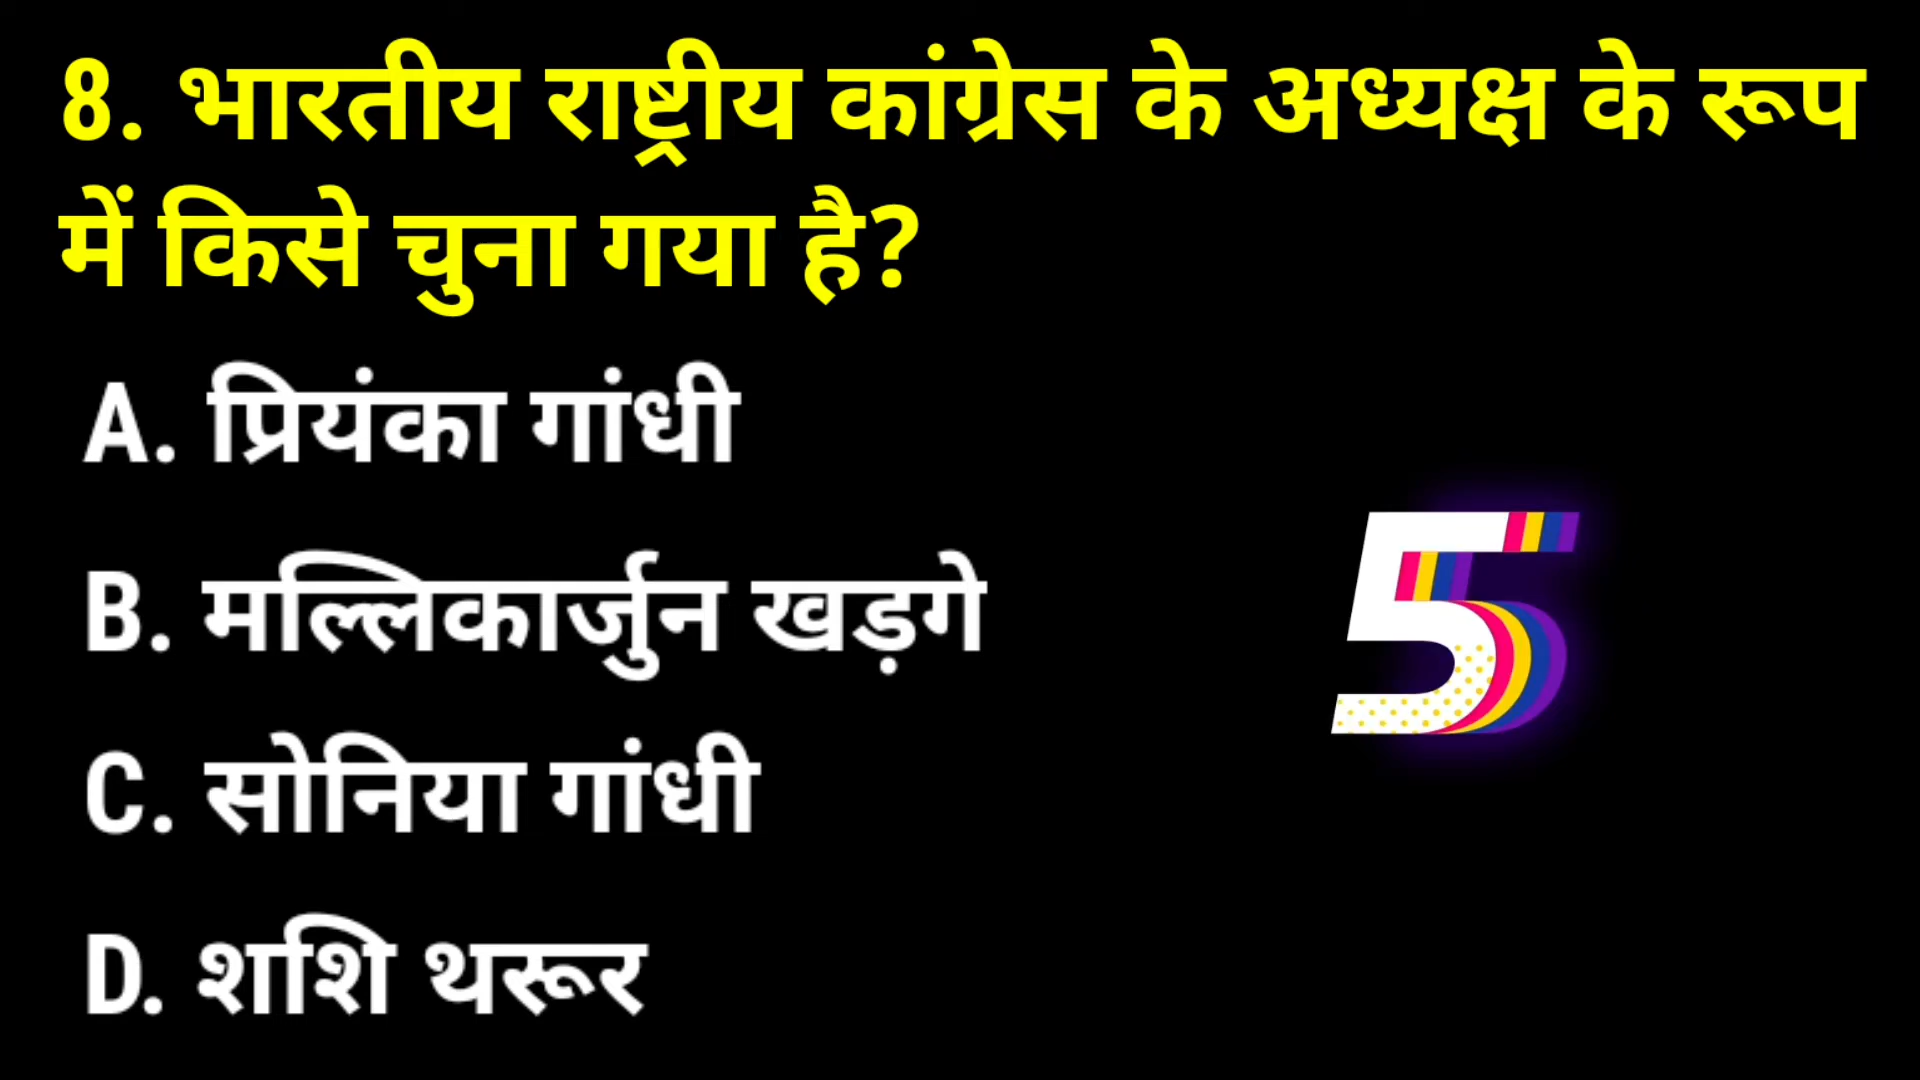 8. भारतीय राष्ट्रीय कांग्रेस के अध्यक्ष के रूप
में किसे चुना गया है?
A. प्रियंका गांधी
B. मल्लिकार्जुन खड़गे
5
C. सोनिया गांधी
D. शशि थरूर